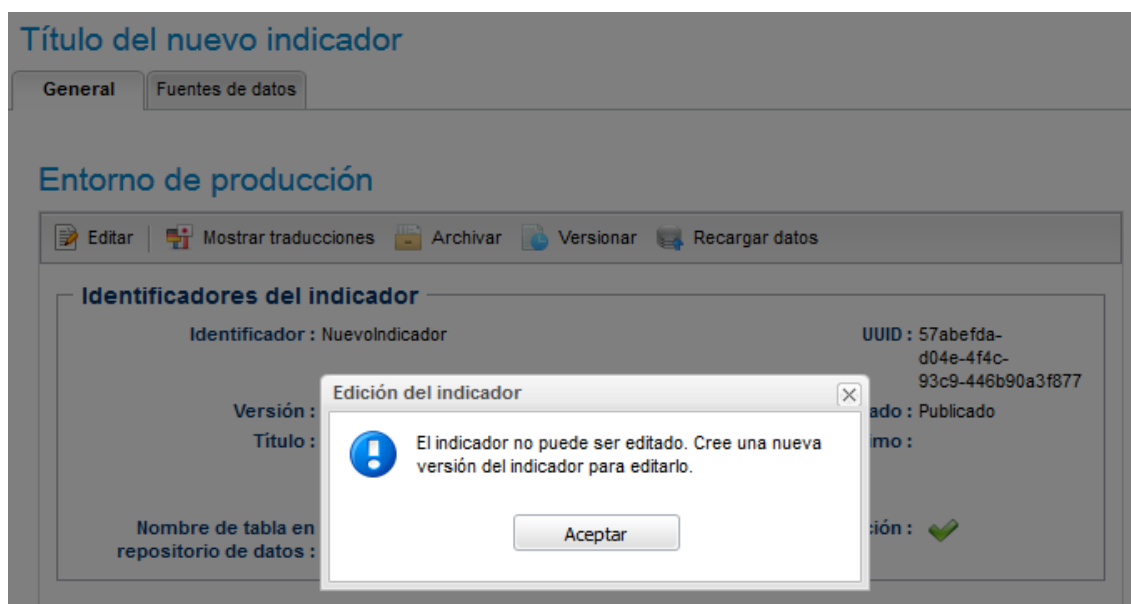 Título del nuevo indicador
General Fuentes de datos
Entorno de producción
Editar Mostrar traducciones Archivar Versionar Recargar datos
Identificadores del indicador
Identificador : NuevoIndicador UUID : 57abefda-
d04e-4f4c-
93c9-446b90a3f877
Edición del indicador
Versión : ado : Publicado
Título : El indicador no puede ser editado. Cree una nueva imo :
versión del indicador para editarlo.
Nombre de tabla en Aceptar ción :
repositorio de datos :